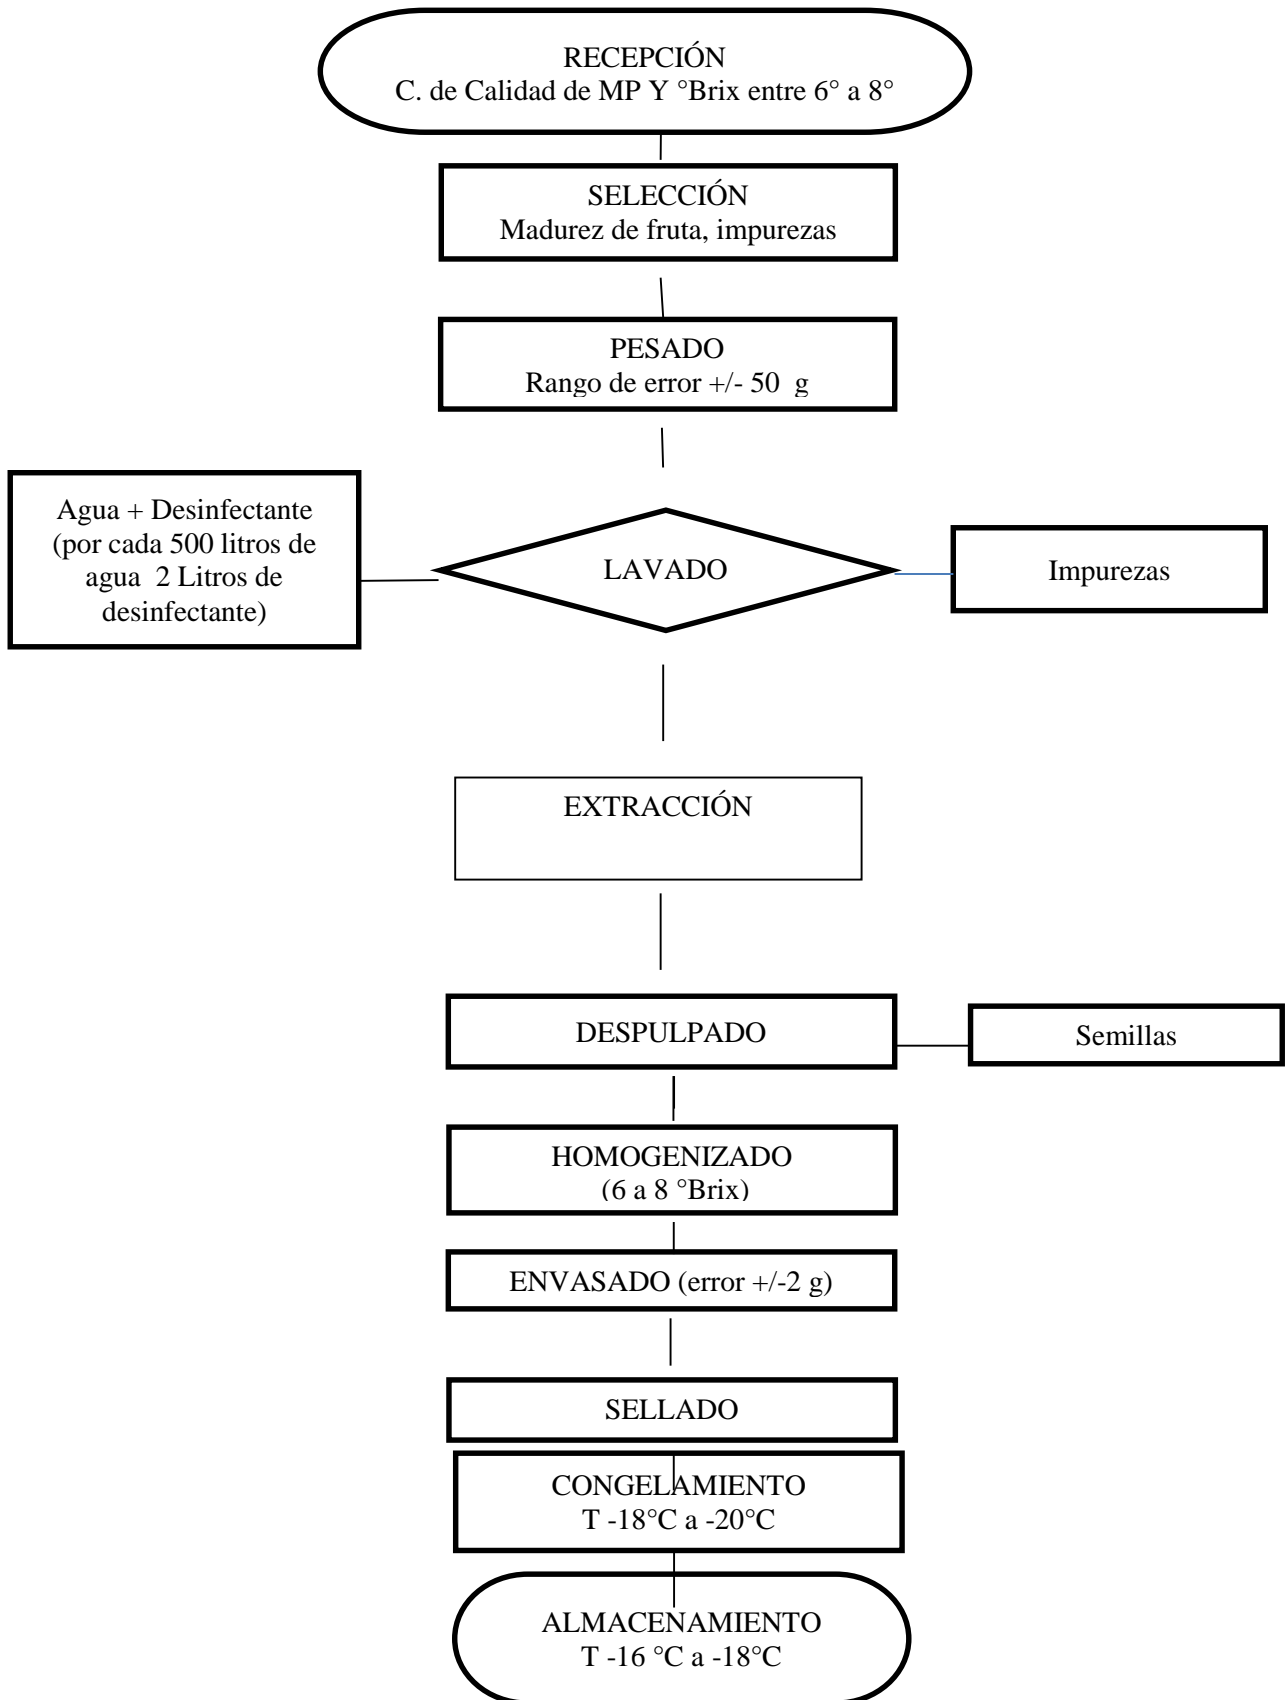 RECEPCIÓN
C. de Calidad de MP Y °Brix entre 6° a 8°
SELECCIÓN
Madurez de fruta, impurezas
PESADO
Rango de error +/- 50 g
Agua + Desinfectante
(por cada 500 litros de
agua 2 Litros de
desinfectante)
LAVADO
Impurezas
EXTRACCIÓN
DESPULPADO
Semillas
HOMOGENIZADO
(6 a 8 °Brix)
ENVASADO (error +/-2 g)
SELLADO
CONGELAMIENTO
T -18°C a -20°C
ALMACENAMIENTO
T -16 °C a -18°C